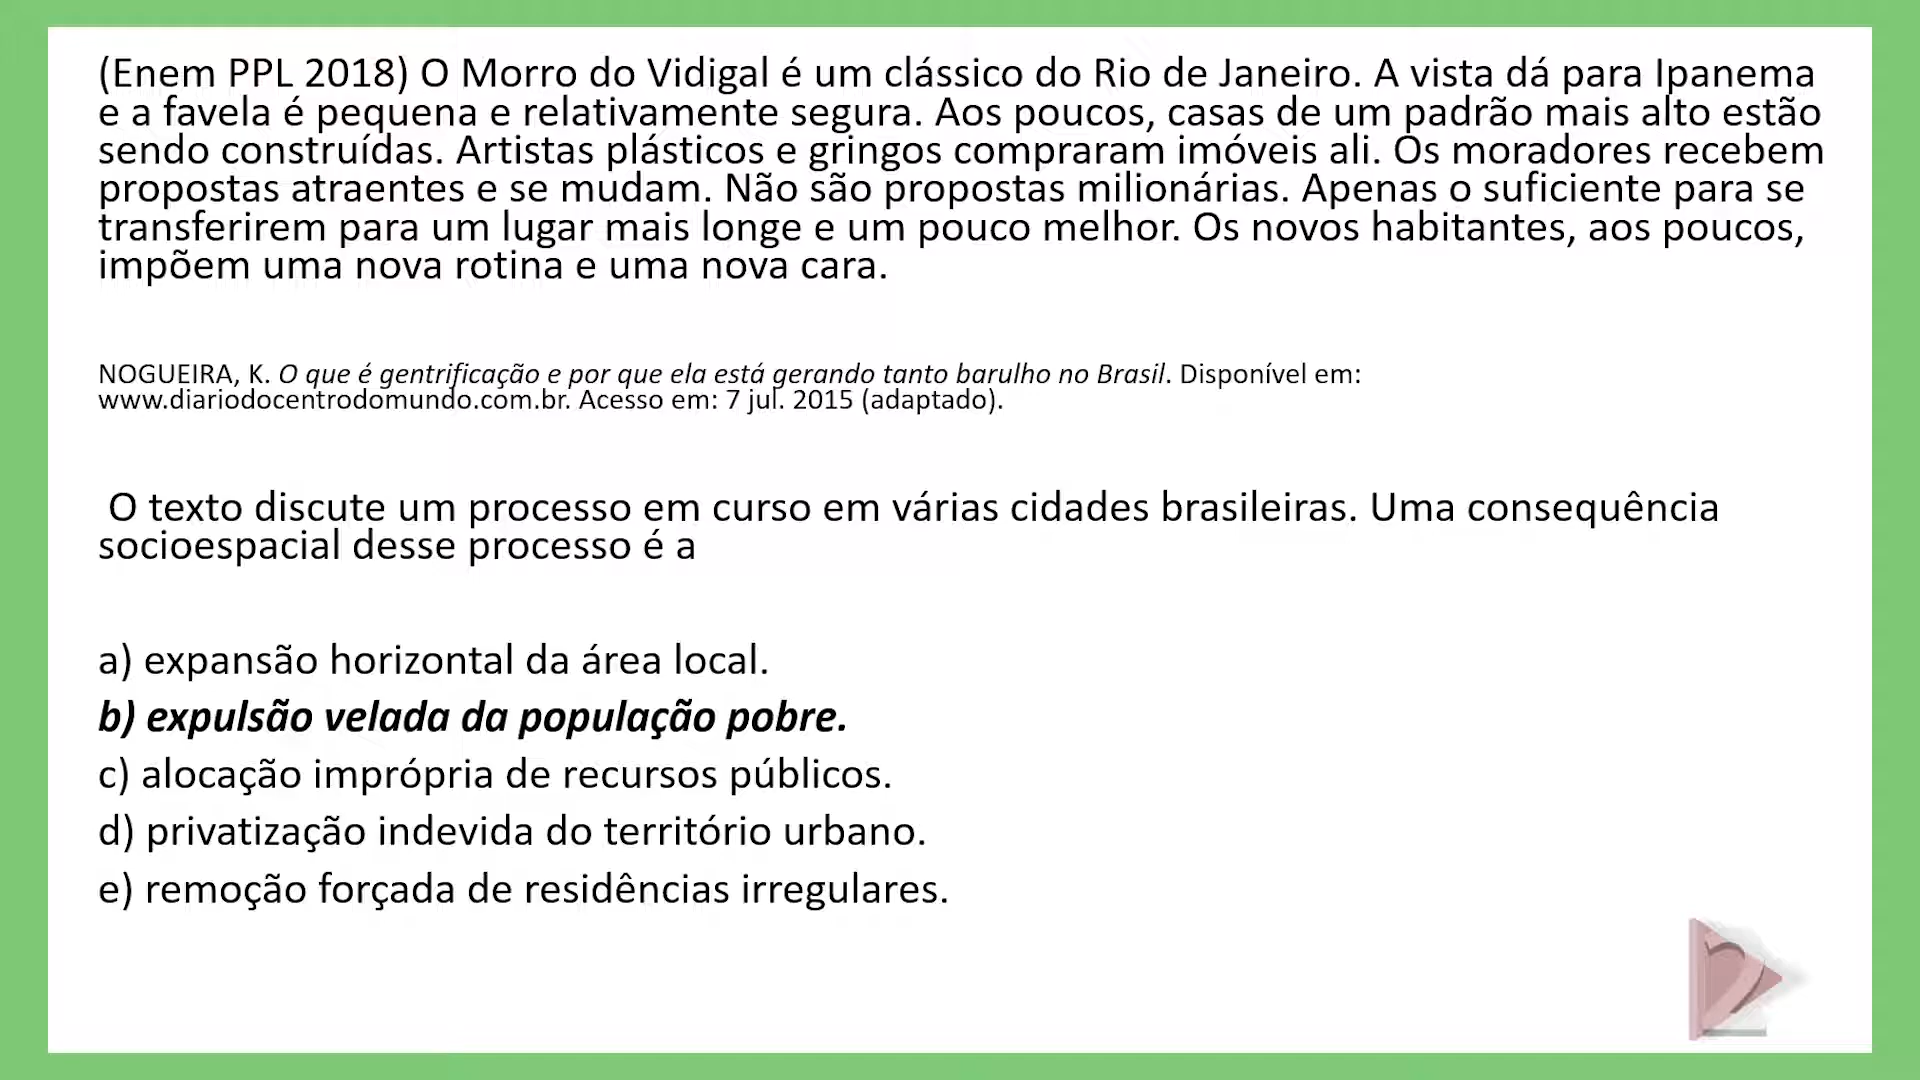 (Enem PPL 2018) O Morro do Vidigal é um clássico do Rio de Janeiro. A vista dá para Ipanema
e a favela é pequena e relativamente segura. Aos poucos, casas de um padrão mais alto estão
sendo construídas. Artistas plásticos e gringos compraram imóveis ali. Os moradores recebem
propostas atraentes e se mudam. Não são propostas milionárias. Apenas o suficiente para se
transferirem para um lugar mais longe e um pouco melhor. Os novos habitantes, aos poucos,
impõem uma nova rotina e uma nova cara.
NOGUEIRA, K. O que é gentrificação e por que ela está gerando tanto barulho no Brasil. Disponível em:
www.diariodocentrodomundo.com.br. Acesso em: 7 jul. 2015 (adaptado).
O texto discute um processo em curso em várias cidades brasileiras. Uma consequência
socioespacial desse processo é a
a) expansão horizontal da área local.
b) expulsão velada da população pobre.
c) alocação imprópria de recursos públicos.
d) privatização indevida do território urbano.
e) remoção forçada de residências irregulares.
2